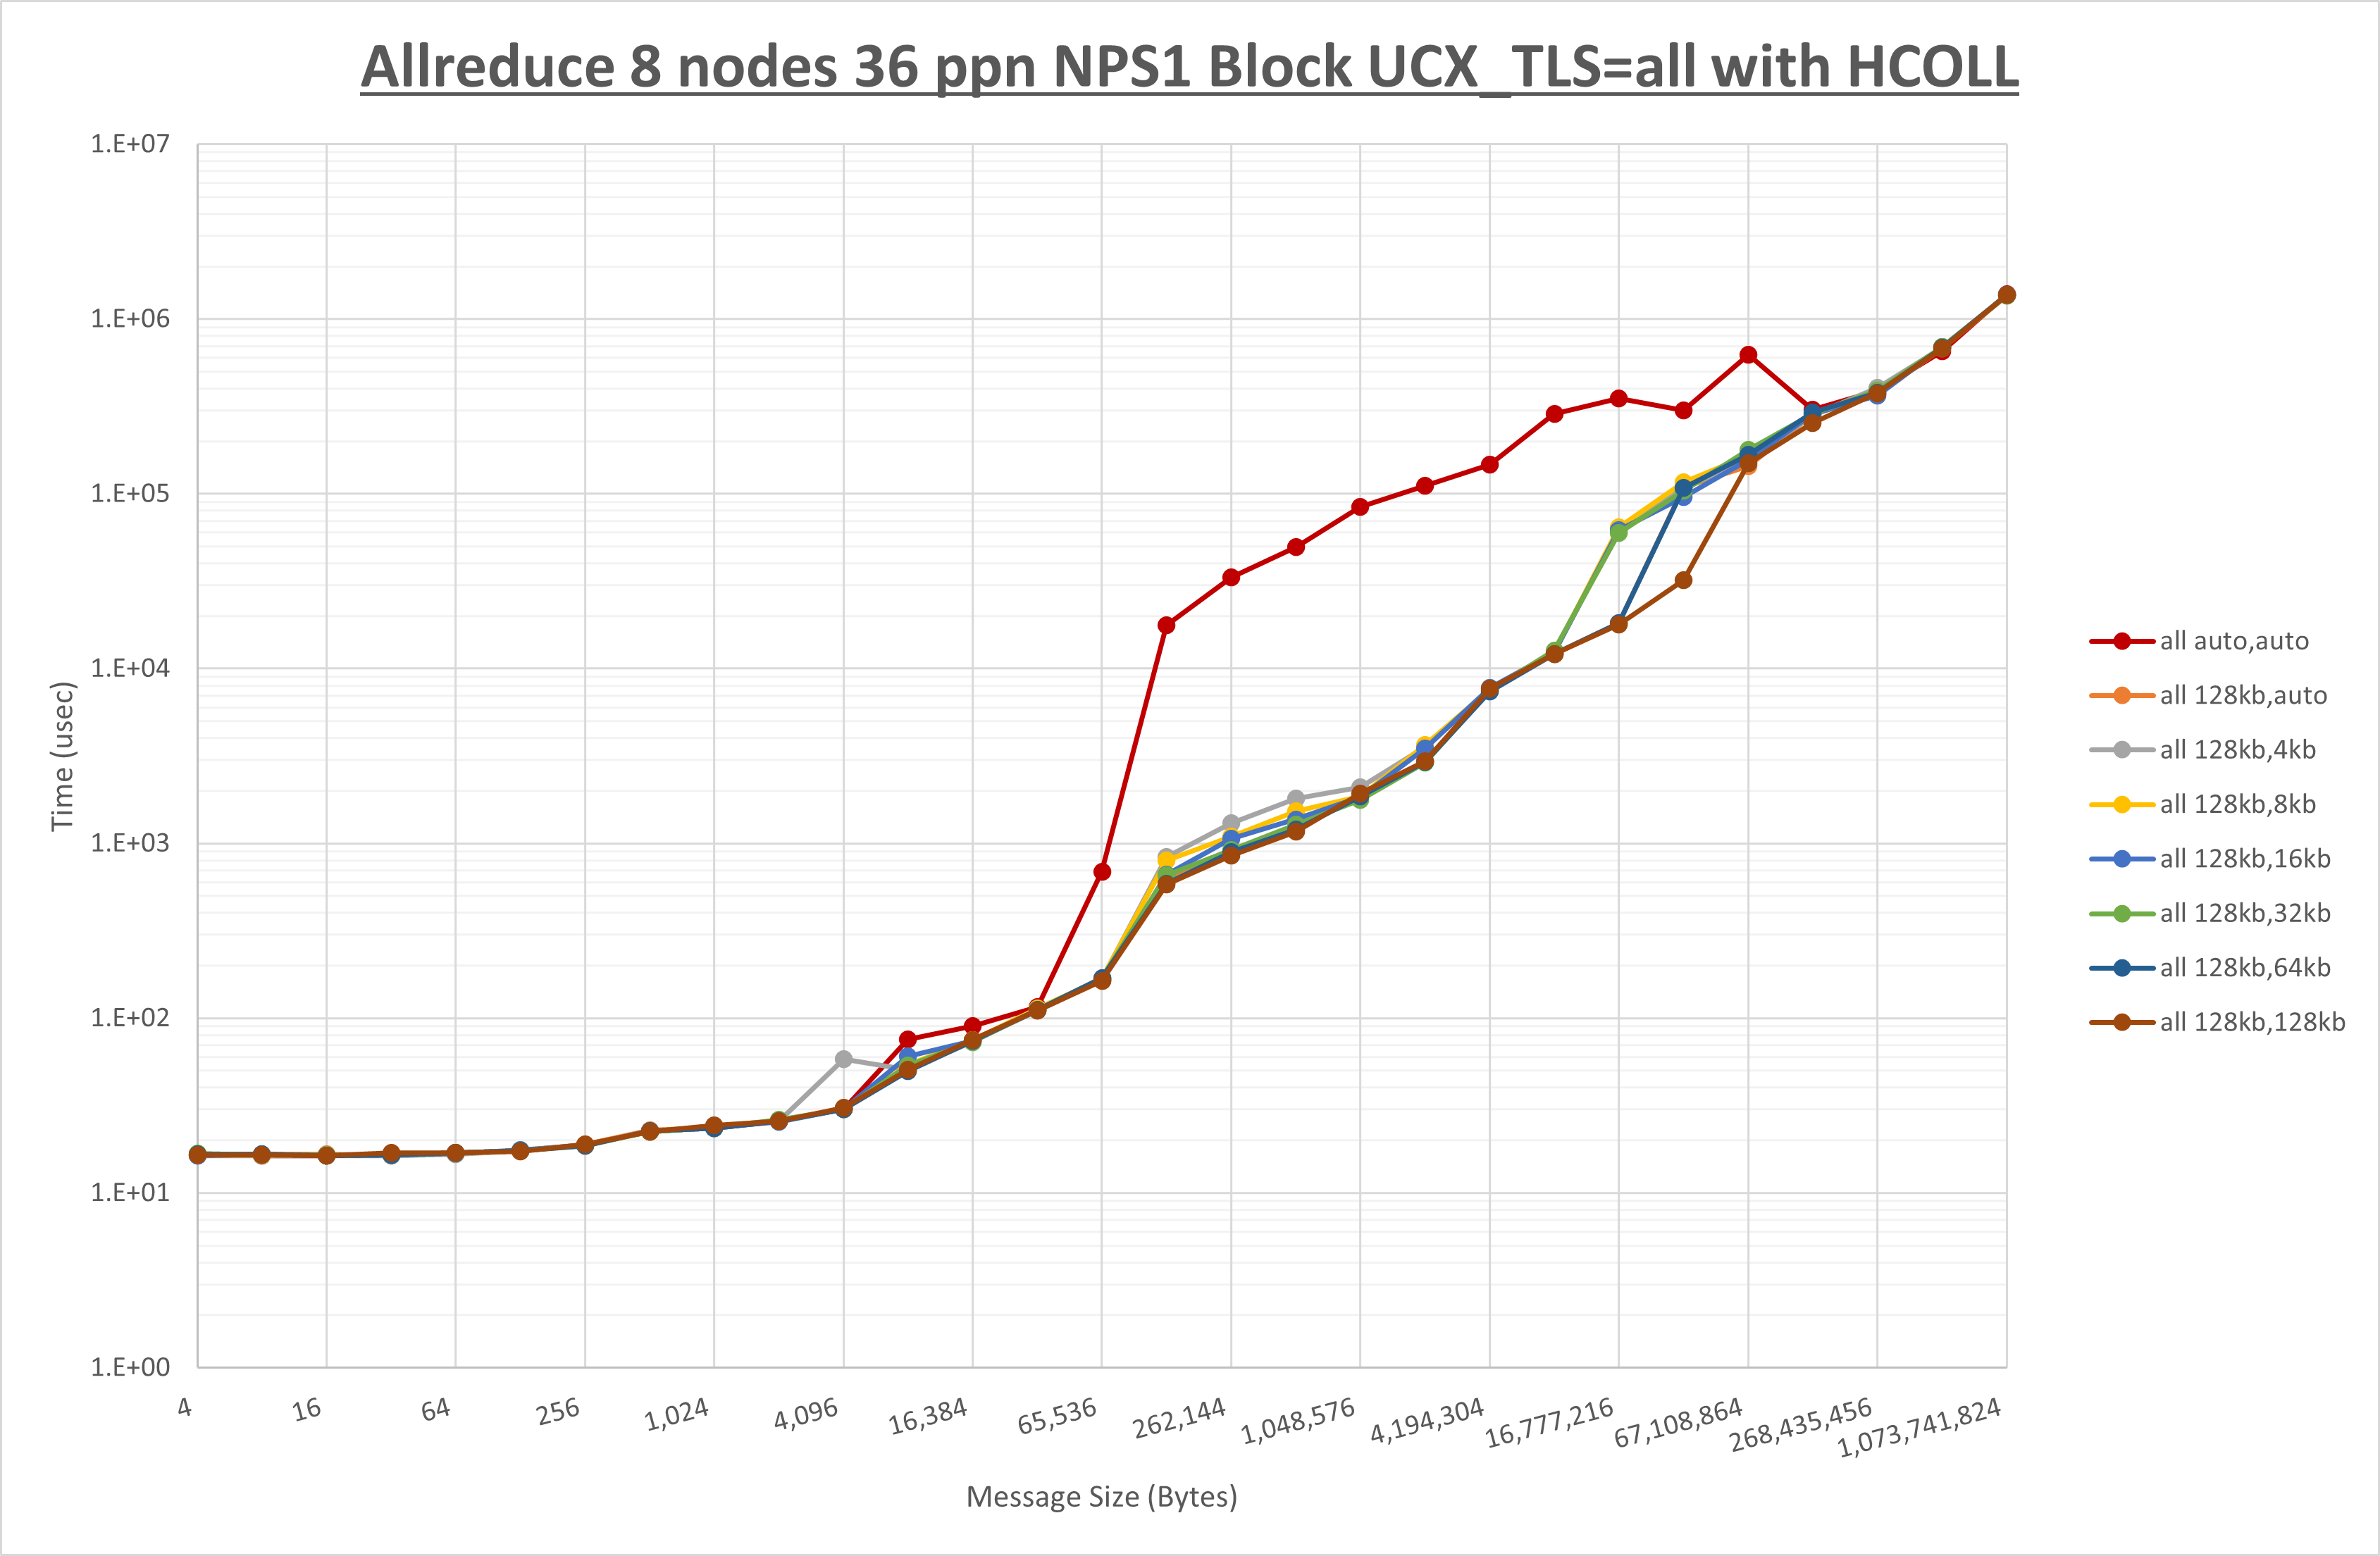 Allreduce 8 nodes 36 ppn NPS1 Block UCX_TLS=all with HCOLL
1.E+07
1.E+06
1.E+05
1.E+04
1.E+03
1.E+02
1.E+01
1.E+00
Time (usec)
4
16
64
256
1,024
4,096
16,384
65,536
262,144
1,048,576
4,194,304
16,777,216
67,108,864
268,435,456
1,073,741,824
Message Size (Bytes)
all auto,auto
all 128kb,auto
all 128kb,4kb
all 128kb,8kb
all 128kb,16kb
all 128kb,32kb
all 128kb,64kb
all 128kb,128kb